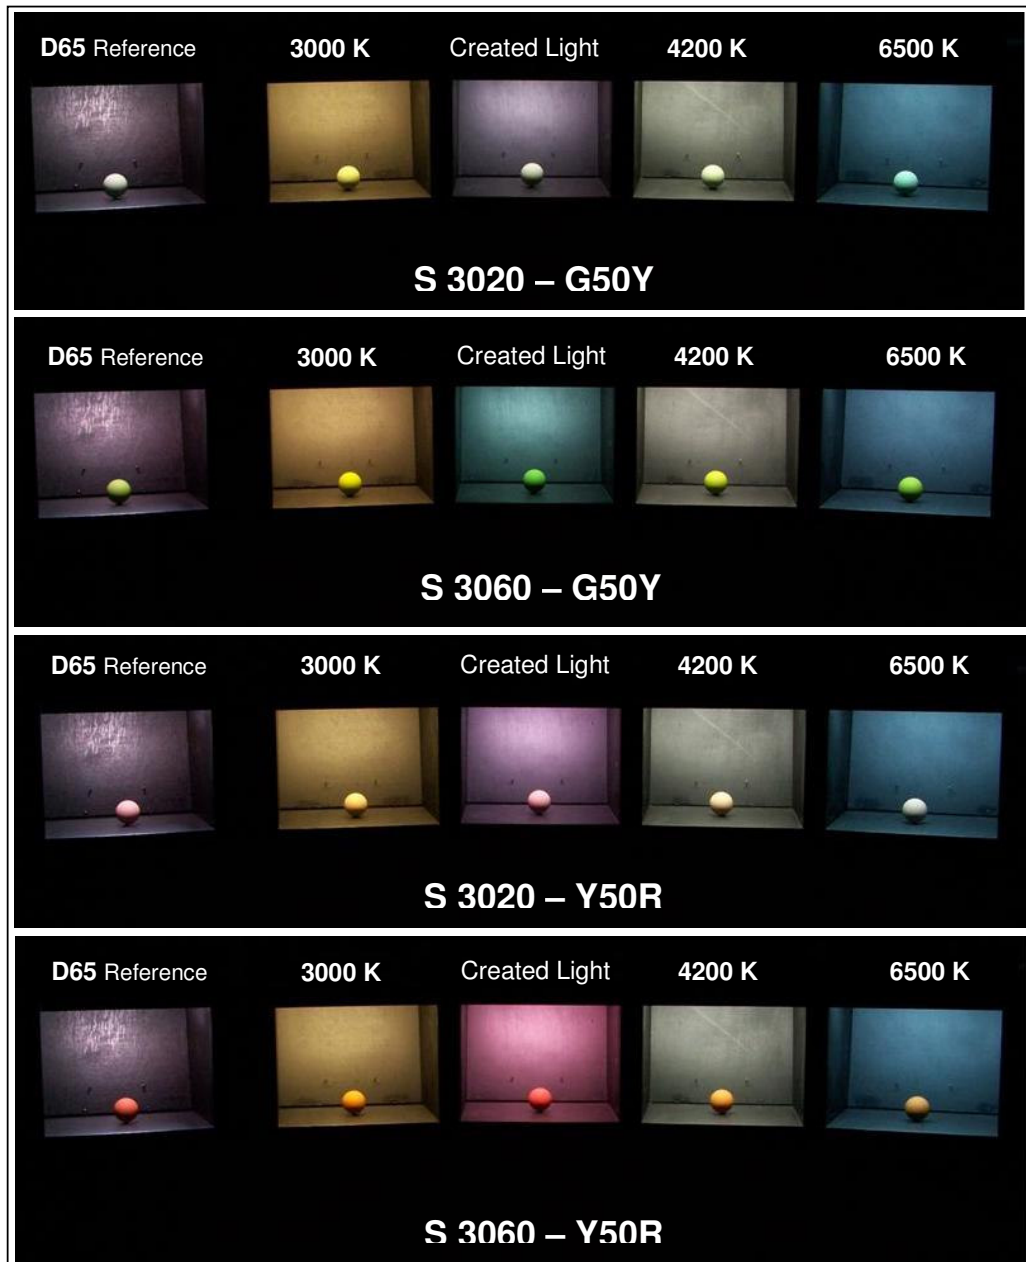 D65 Reference 3000 K Created Light 4200 K 6500 K
S 3020 – G50Y
D65 Reference 3000 K Created Light 4200 K 6500 K
S 3060 – G50Y
D65 Reference 3000 K Created Light 4200 K 6500 K
S 3020 – Y50R
D65 Reference 3000 K Created Light 4200 K 6500 K
S 3060 – Y50R